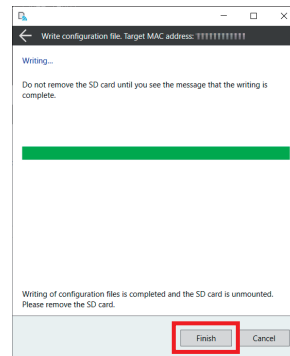 Write configuration file. Target MAC address:
Writing...
Do not remove the SD card until you see the message that the writing is
complete.
Writing of configuration files is completed and the SD card is unmounted.
Please remove the SD card.
Finish
Cancel